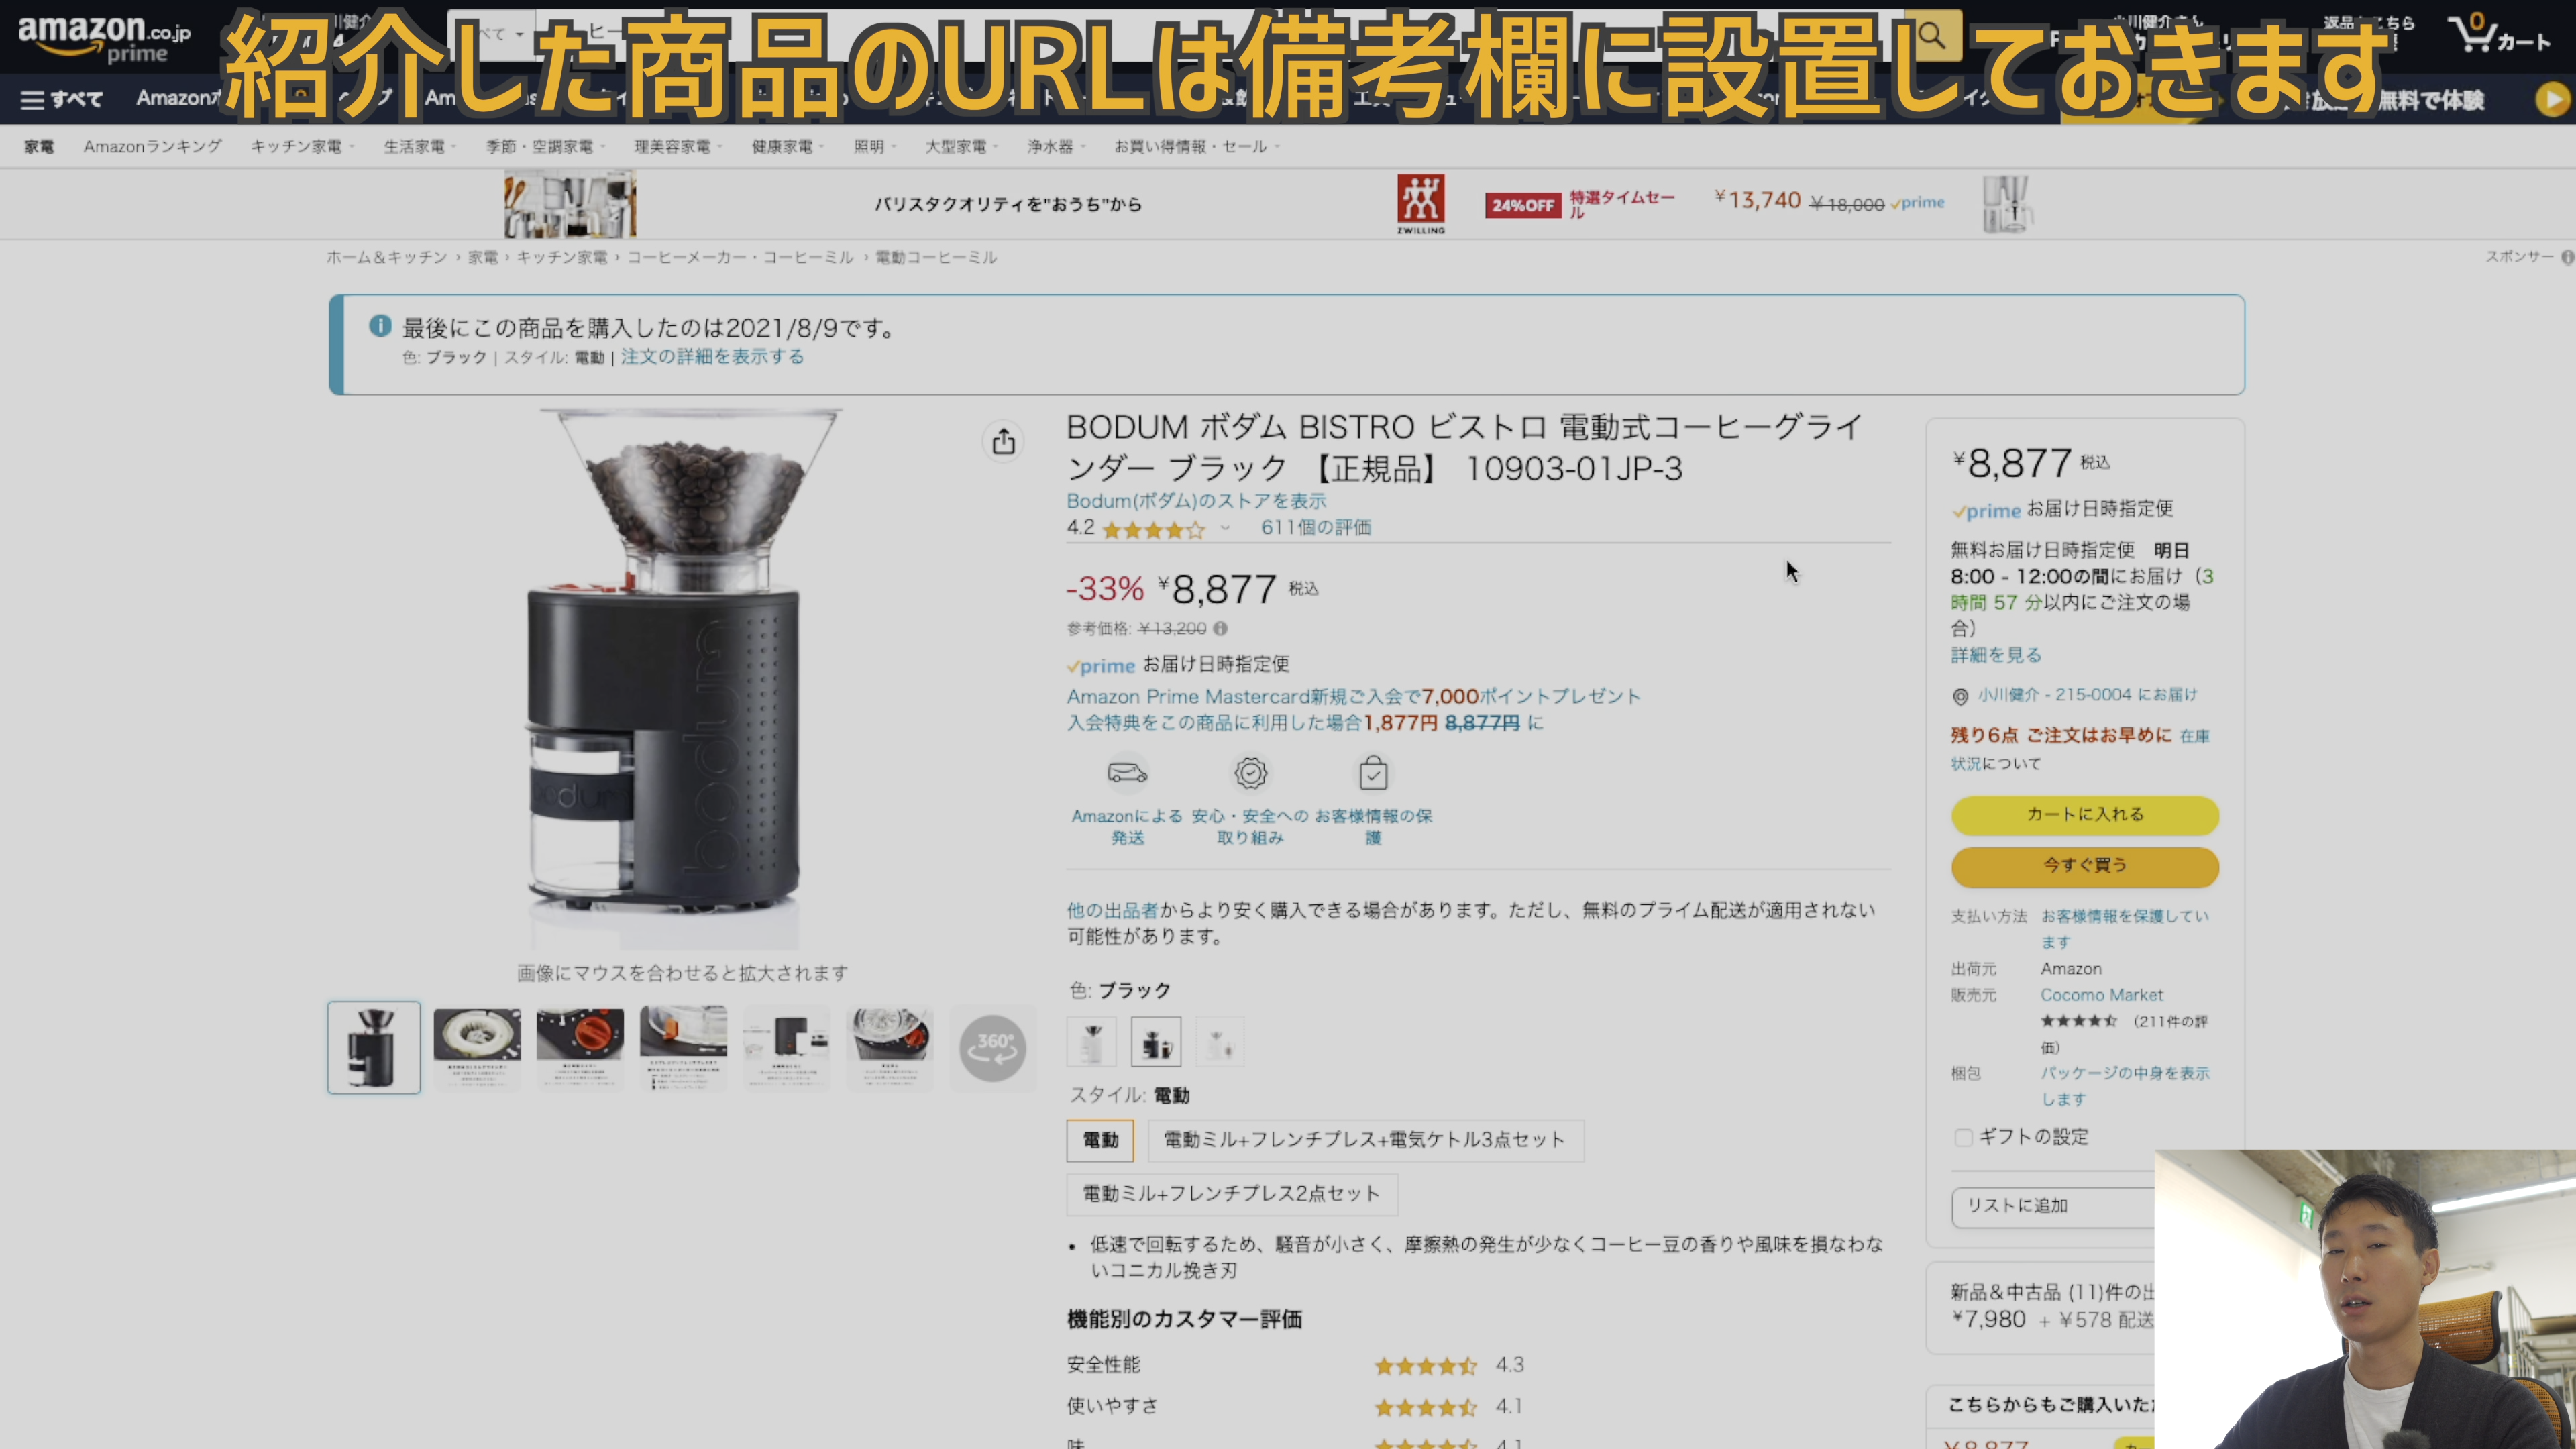 紹介した商品のURLは備考欄に設置しておきます
amazon.co.jp
prime
すべて
0
カート
無料で体験
家電 Amazonランキング キッチン家電 生活家電 季節・空調家電 理美容家電 健康家電 照明 大型家電 浄水器 お買い得情報・セール
バリスタクオリティを"おうち"から
ZWILLING
24%OFF 特選タイムセール
¥13,740 ¥18,000 prime
ホーム＆キッチン › 家電 › キッチン家電 › コーヒーメーカー・コーヒーミル › 電動コーヒーミル
スポンサー
最後にこの商品を購入したのは2021/8/9です。
色: ブラック | スタイル: 電動 | 注文の詳細を表示する
bodum
画像にマウスを合わせると拡大されます
360°
BODUM ボダム BISTRO ビストロ 電動式コーヒーグライ
ンダー ブラック 【正規品】 10903-01JP-3
Bodum(ボダム)のストアを表示
4.2 611個の評価
-33% ¥8,877 税込
参考価格: ¥13,200
prime お届け日時指定便
Amazon Prime Mastercard新規ご入会で7,000ポイントプレゼント
入会特典をこの商品に利用した場合1,877円 8,877円 に
Amazonによる発送
安心・安全への取り組み
お客様情報の保護
他の出品者からより安く購入できる場合があります。ただし、無料のプライム配送が適用されない
可能性があります。
色: ブラック
スタイル: 電動
電動
電動ミル+フレンチプレス+電気ケトル3点セット
電動ミル+フレンチプレス2点セット
• 低速で回転するため、騒音が小さく、摩擦熱の発生が少なくコーヒー豆の香りや風味を損なわな
いコニカル挽き刃
機能別のカスタマー評価
安全性能 4.3
使いやすさ 4.1
味 4.1
¥8,877 税込
prime お届け日時指定便
無料お届け日時指定便 明日
8:00 - 12:00の間にお届け（3
時間 57 分以内にご注文の場
合）
詳細を見る
小川健介 - 215-0004 にお届け
残り6点 ご注文はお早めに 在庫
状況について
カートに入れる
今すぐ買う
支払い方法 お客様情報を保護してい
ます
出荷元 Amazon
販売元 Cocomo Market
（211件の評
価）
梱包 パッケージの中身を表示
します
ギフトの設定
リストに追加
新品＆中古品 (11)件の出
¥7,980 + ¥578 配送
こちらからもご購入いた
¥8,877